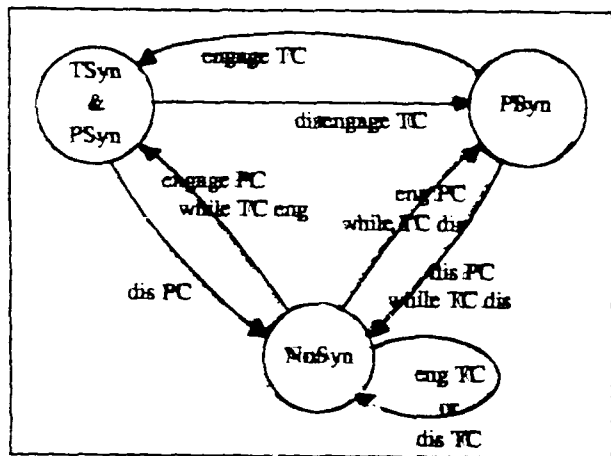 engage TC
TSyn
&
PSyn
PSyn
disengage TC
engage PC
while TC eng
eng PC
while TC dis
dis PC
dis PC
while TC dis
NoSyn
eng TC
or
dis TC